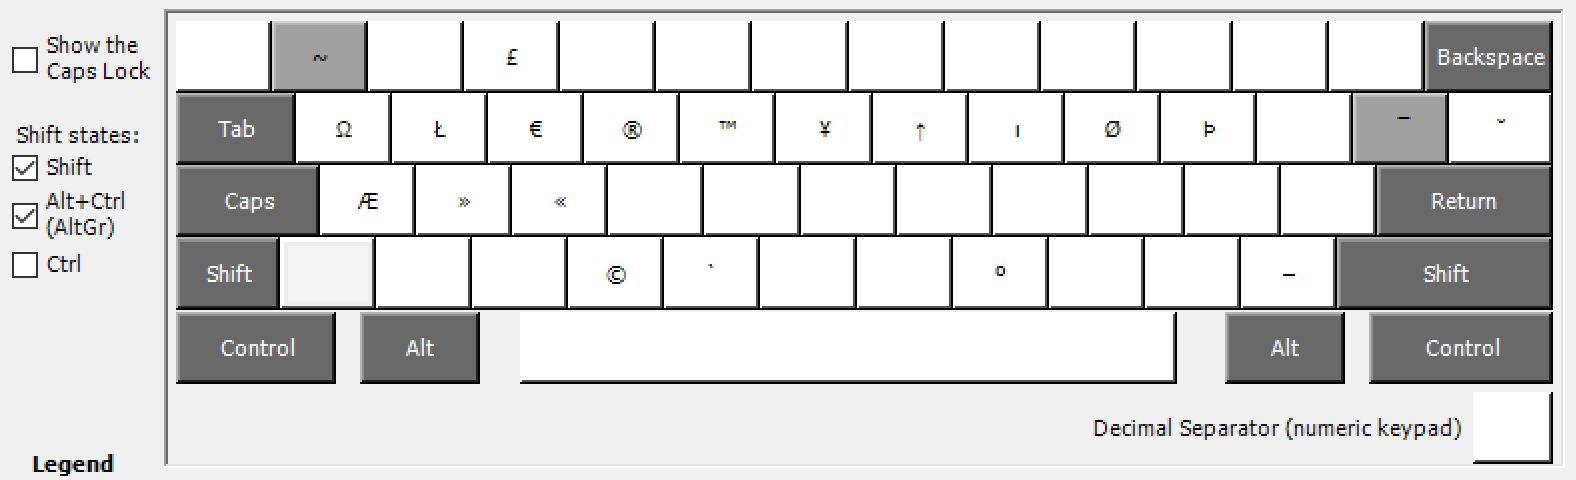 Show the
Caps Lock
Shift states:
Shift
Alt+Ctrl
(AltGr)
Ctrl
Legend
~ £ Backspace
Tab Ω Ł € ® ™ ¥ ↑ ı Ø Þ ¯ ˘
Caps Æ » « Return
Shift © ` º – Shift
Control Alt Alt Control
Decimal Separator (numeric keypad)